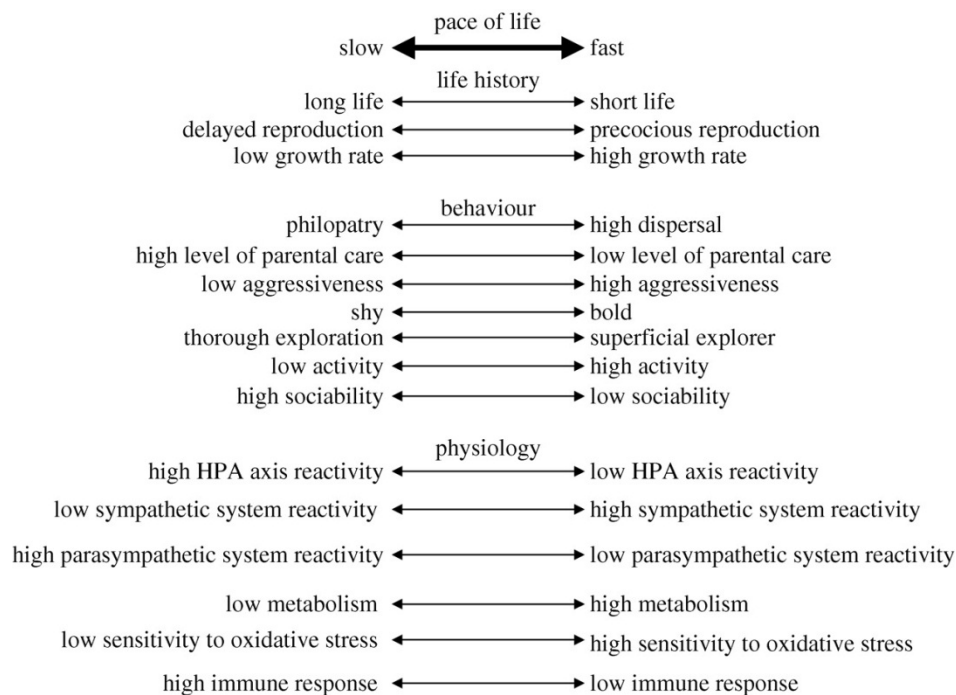 pace of life
slow fast
life history
long life short life
delayed reproduction precocious reproduction
low growth rate high growth rate
behaviour
philopatry high dispersal
high level of parental care low level of parental care
low aggressiveness high aggressiveness
shy bold
thorough exploration superficial explorer
low activity high activity
high sociability low sociability
physiology
high HPA axis reactivity low HPA axis reactivity
low sympathetic system reactivity high sympathetic system reactivity
high parasympathetic system reactivity low parasympathetic system reactivity
low metabolism high metabolism
low sensitivity to oxidative stress high sensitivity to oxidative stress
high immune response low immune response